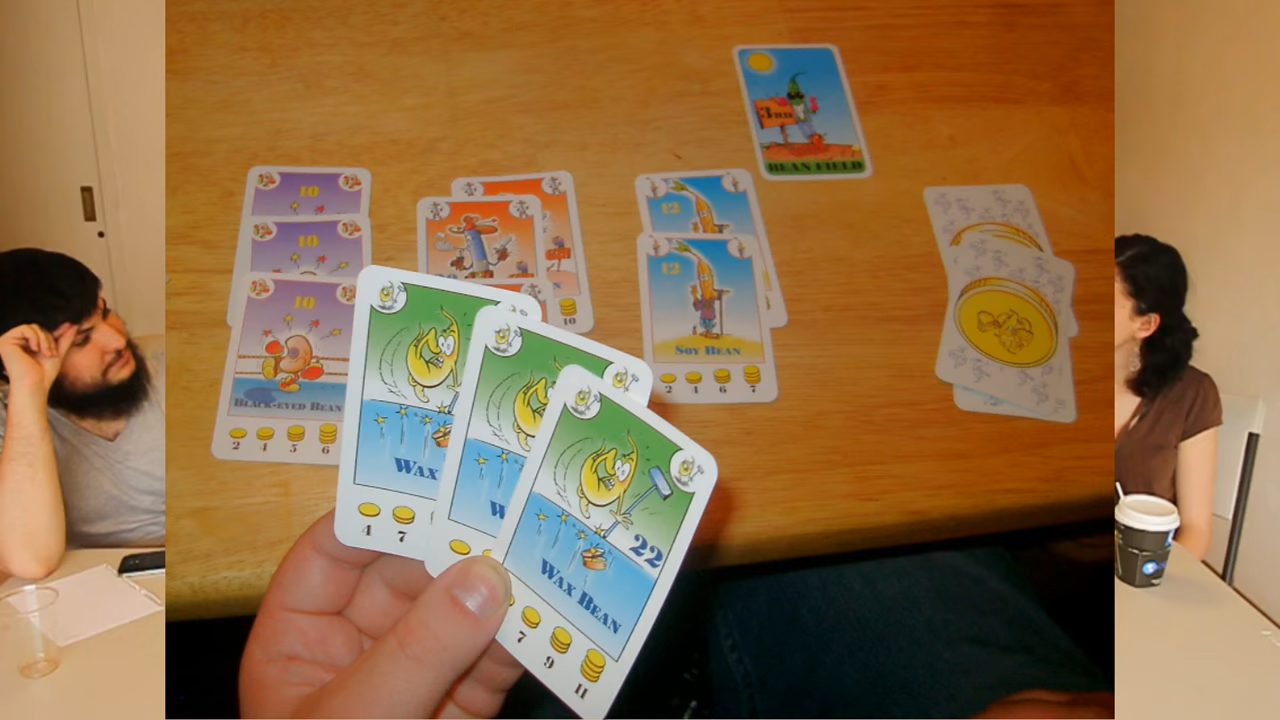 3RD
BEAN FIELD
10
10
10
BLACK-EYED BEAN
2 4 5 6
10
12
12
SOY BEAN
2 4 6 7
WAX
4 7
W
22
WAX BEAN
7 9 11